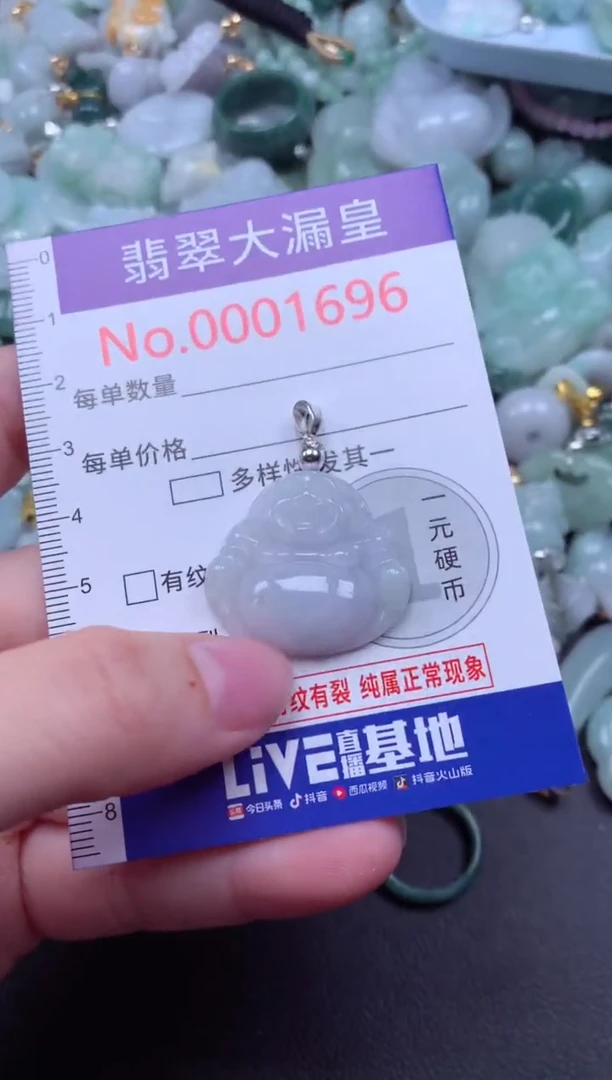 翡翠大漏皇
No.0001696
0
1
2
3
4
5
8
每单数量
每单价格
多样性发其一
一元硬币
有纹
纹有裂 纯属正常现象
LiVE直播基地
今日头条 抖音 西瓜视频 抖音火山版